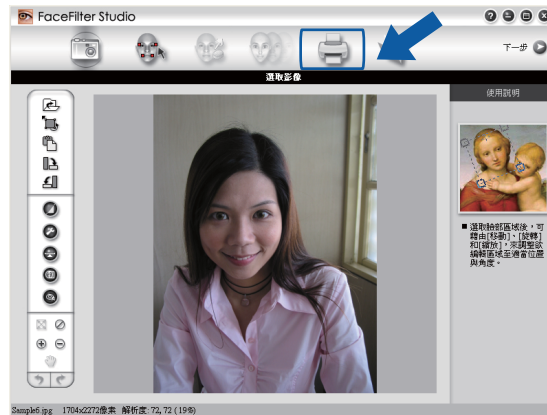 FaceFilter Studio
下一步
選取影像
使用說明
■ 選取臉部區域後，可
藉由[移動]、[旋轉]
和[縮放]，來調整欲
編輯區域至適當位置
與角度。
Sample6.jpg 1704x2272像素 解析度: 72, 72 ( 19%)